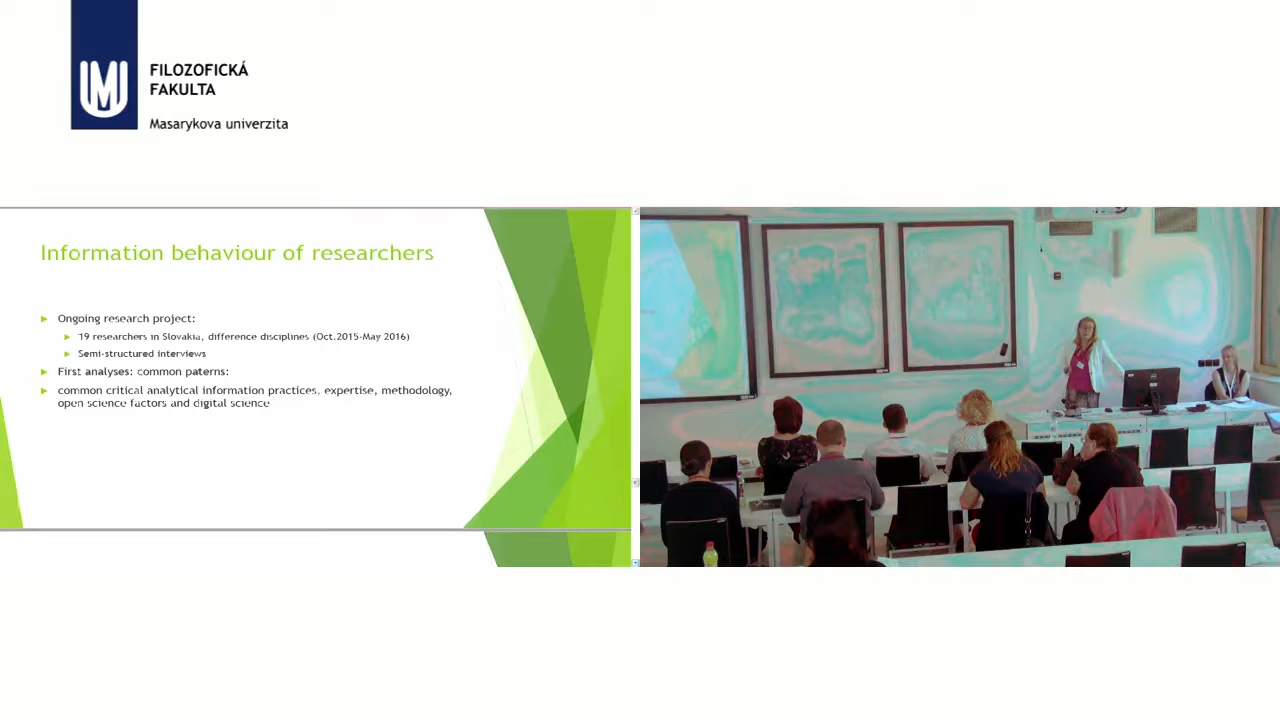 FILOZOFICKÁ
FAKULTA
Masarykova univerzita
Information behaviour of researchers
Ongoing research project:
19 researchers in Slovakia, difference disciplines (Oct.2015-May 2016)
Semi-structured interviews
First analyses: common paterns:
common critical analytical information practices, expertise, methodology,
open science factors and digital science